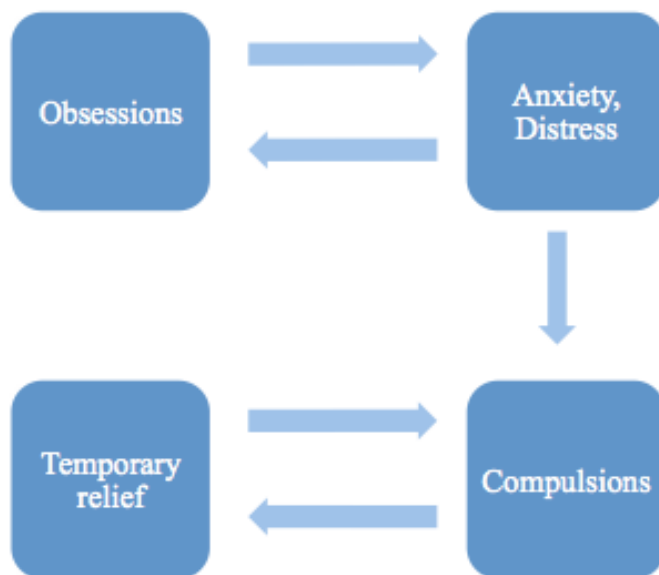 Obsessions
Anxiety,
Distress
Temporary
relief
Compulsions